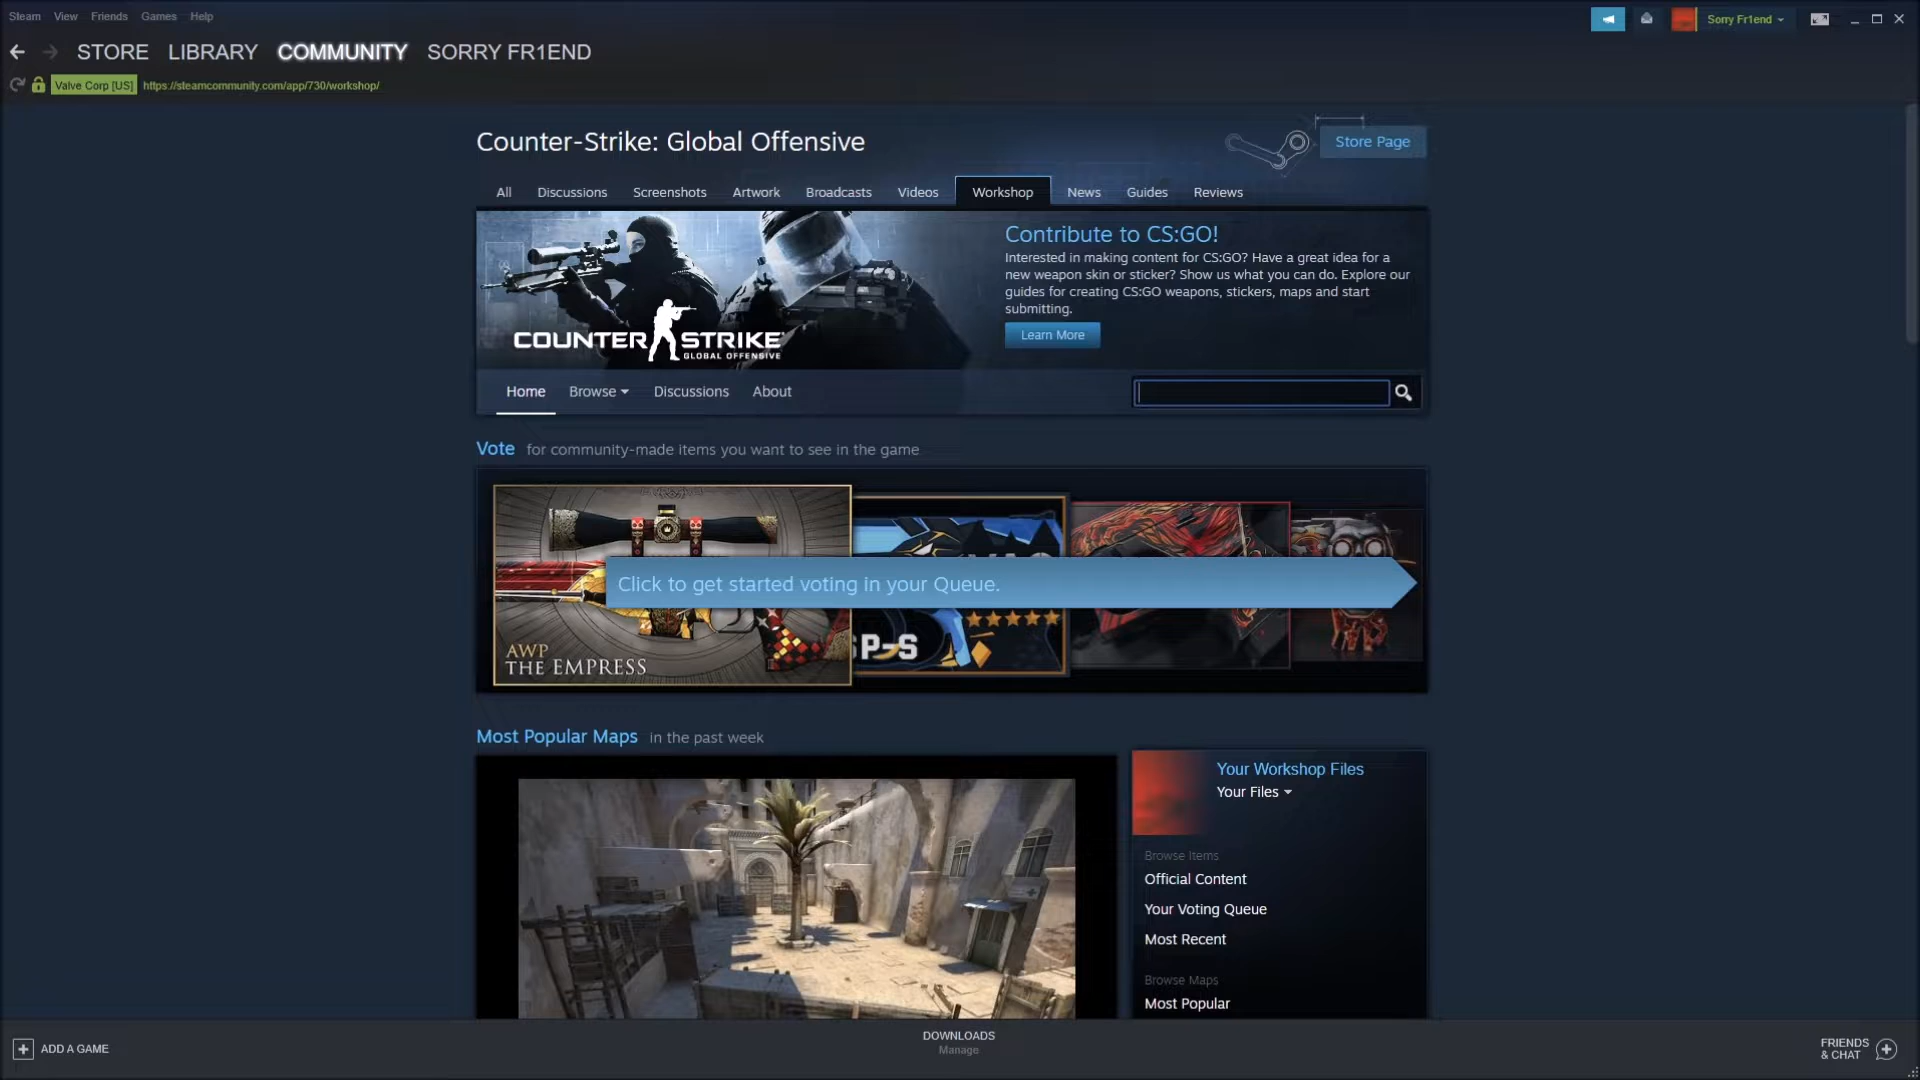 Steam View Friends Games Help
Sorry Fr1end
STORE LIBRARY COMMUNITY SORRY FR1END
Valve Corp [US] https://steamcommunity.com/app/730/workshop/
Counter-Strike: Global Offensive
Store Page
All Discussions Screenshots Artwork Broadcasts Videos Workshop News Guides Reviews
Contribute to CS:GO!
Interested in making content for CS:GO? Have a great idea for a
new weapon skin or sticker? Show us what you can do. Explore our
guides for creating CS:GO weapons, stickers, maps and start
submitting.
Learn More
COUNTER STRIKE
GLOBAL OFFENSIVE
Home Browse Discussions About
Vote for community-made items you want to see in the game
Click to get started voting in your Queue.
AWP
THE EMPRESS
SP-S
Most Popular Maps in the past week
Your Workshop Files
Your Files
Browse Items
Official Content
Your Voting Queue
Most Recent
Browse Maps
Most Popular
ADD A GAME
DOWNLOADS
Manage
FRIENDS
& CHAT